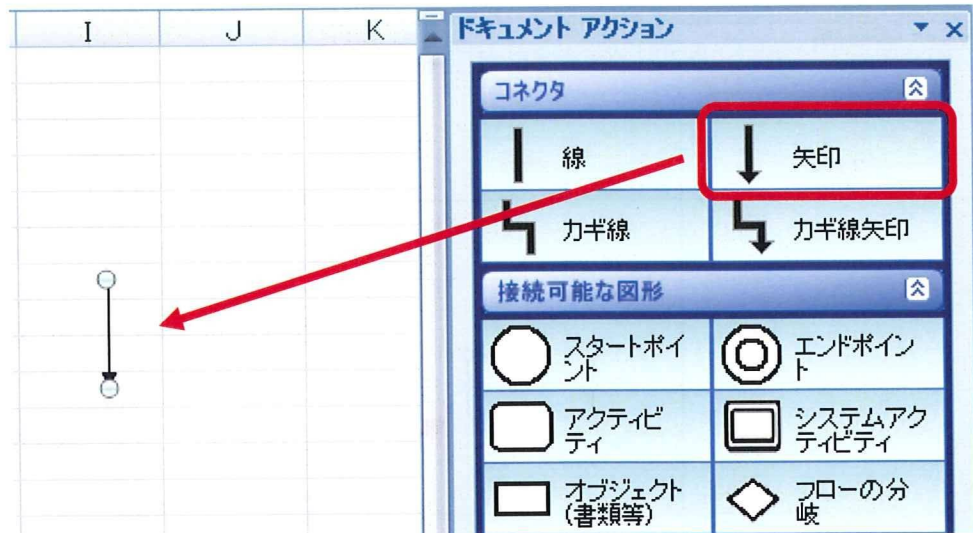 I J K
ドキュメント アクション
コネクタ
線
矢印
カギ線
カギ線矢印
接続可能な図形
スタートポイ
ント
エンドポイン
ト
アクティビ
ティ
システムアク
ティビティ
オブジェクト
(書類等)
フローの分
岐